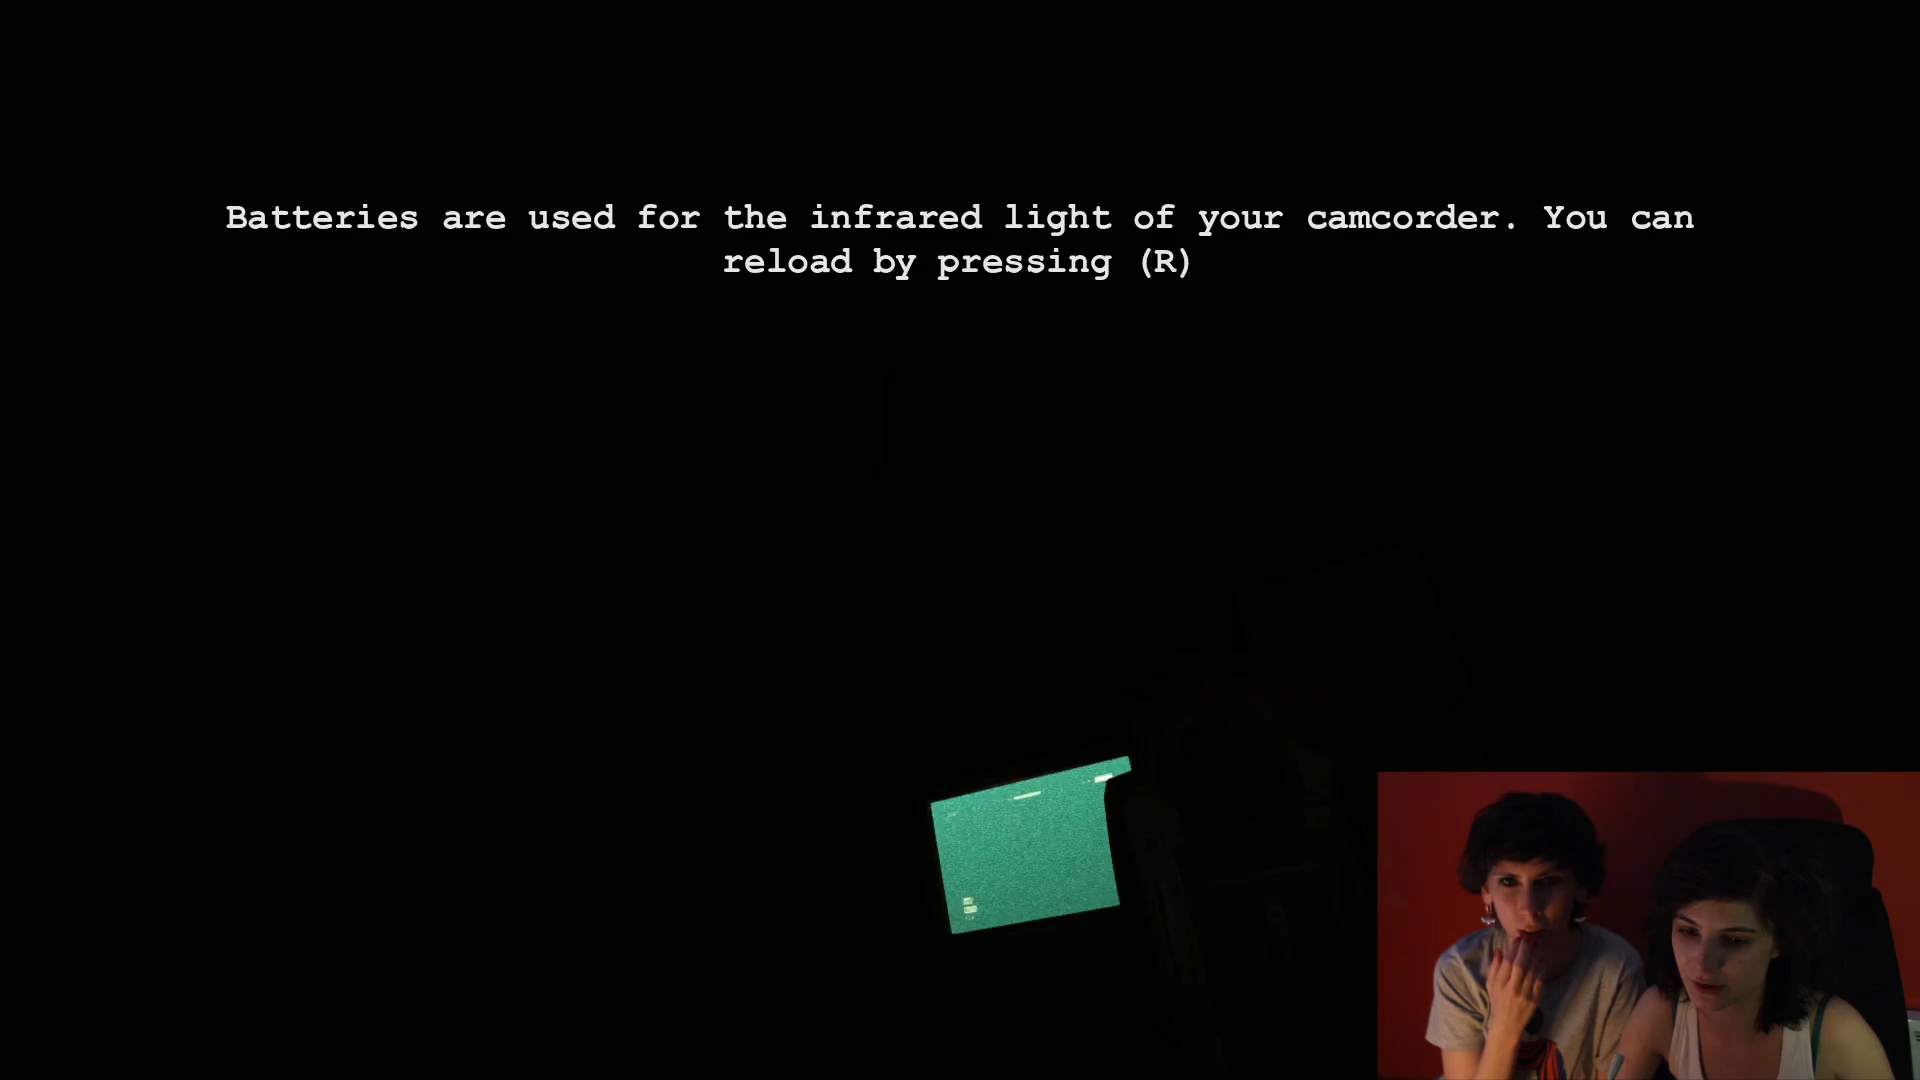 Batteries are used for the infrared light of your camcorder. You can
reload by pressing (R)